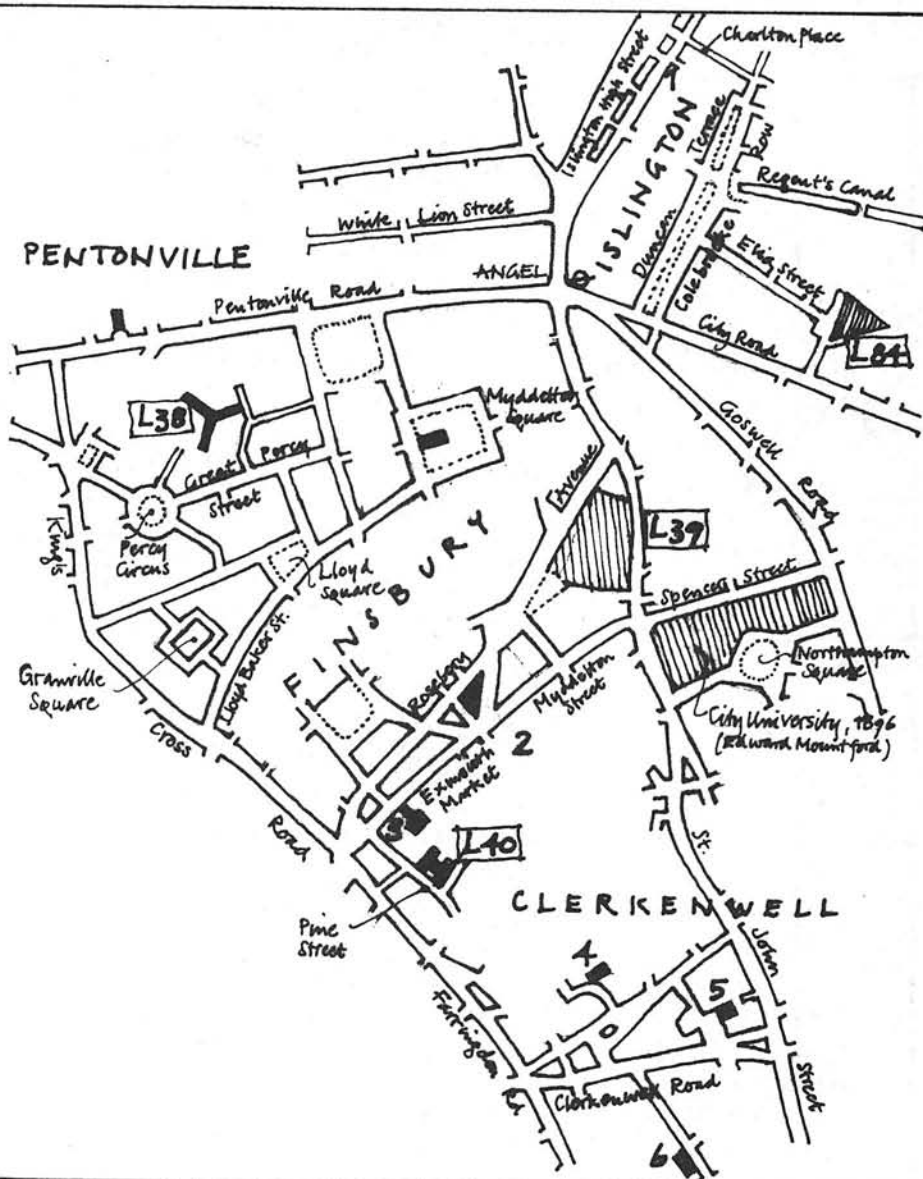 Charlton Place
Islington High Street
ISLINGTON
Terrace
Duncan
Row
Colebrooke
Regent's Canal
Elia Street
White Lion Street
PENTONVILLE
ANGEL
Pentonville Road
City Road
L84
Goswell Road
L38
Myddelton
Square
Great Percy
Street
Avenue
King's
Percy
Circus
Lloyd
Square
L39
FINSBURY
Spencer Street
Lloyd Baker St.
Granville
Square
Rosebery
Myddelton
Street
Northampton
Square
City University, 1896
(Edward Mountford)
Cross
2
Exmouth
Market
3
Road
L40
St.
CLERKENWELL
Pine
Street
John
4
5
Farringdon
Rd.
Clerkenwell Road
Street
6